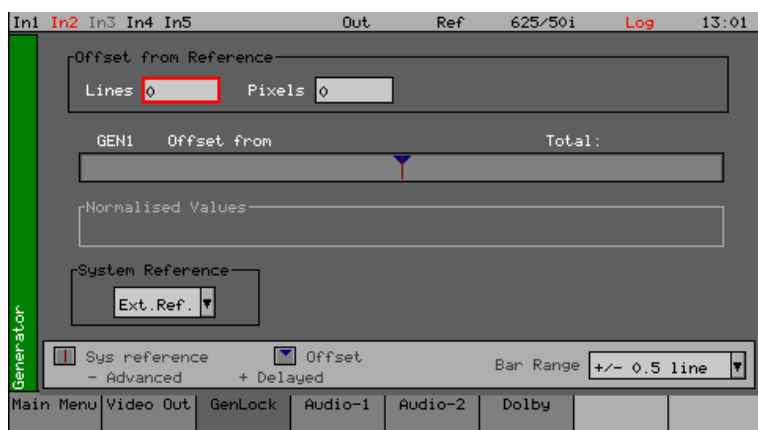 In1 In2 In3 In4 In5 Out Ref 625/50i Log 13:01
Offset from Reference
Lines 0 Pixels 0
GEN1 Offset from Total:
Normalised Values
System Reference
Ext.Ref.
Generator
Sys reference Offset
- Advanced + Delayed
Bar Range +/- 0.5 line
Main Menu Video Out GenLock Audio-1 Audio-2 Dolby